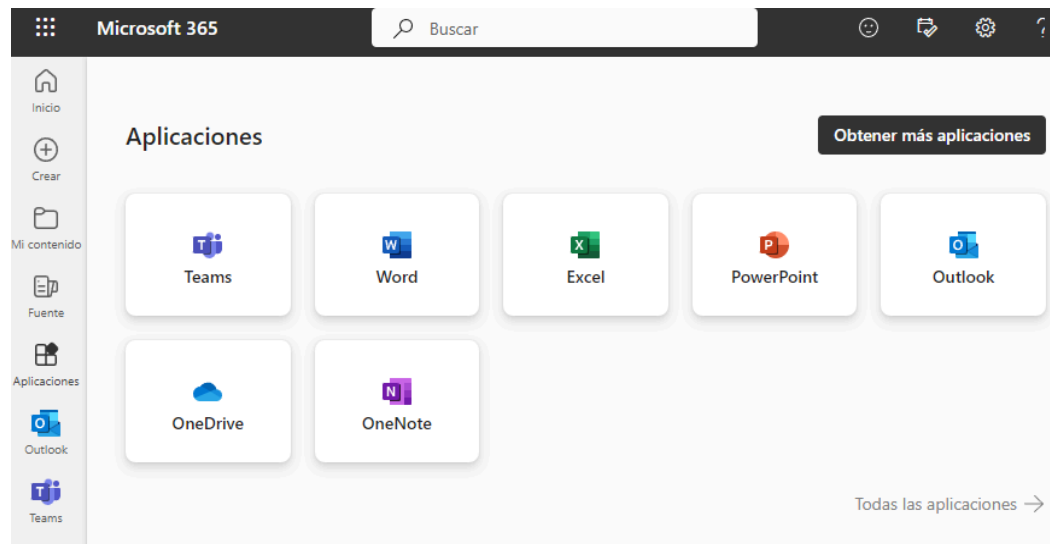 Microsoft 365
Buscar
Inicio
Crear
Mi contenido
Fuente
Aplicaciones
Outlook
Teams
Aplicaciones
Obtener más aplicaciones
Teams
Word
Excel
PowerPoint
Outlook
OneDrive
OneNote
Todas las aplicaciones